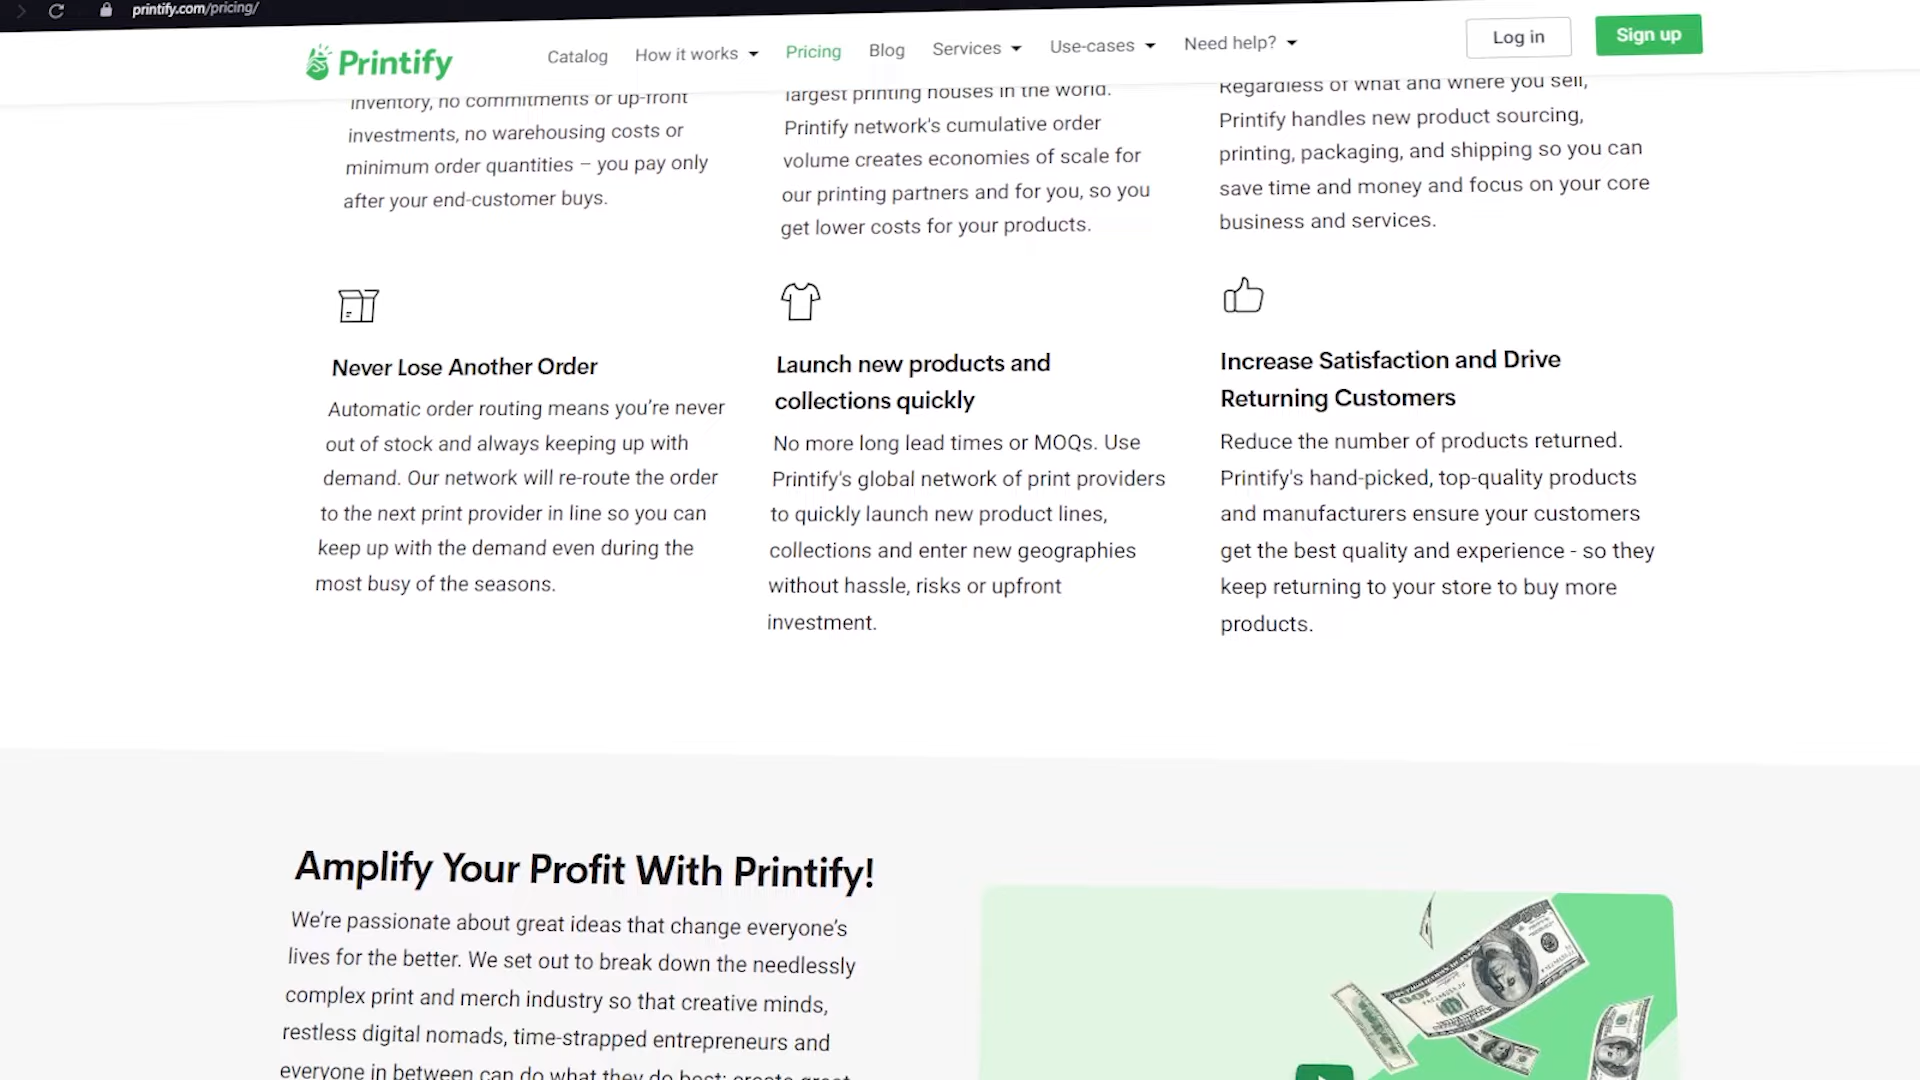 printify.com/pricing/
Printify
Catalog
How it works
Pricing
Blog
Services
Use-cases
Need help?
Log in
Sign up
inventory, no commitments or up-front
investments, no warehousing costs or
minimum order quantities – you pay only
after your end-customer buys.
largest printing houses in the world.
Printify network's cumulative order
volume creates economies of scale for
our printing partners and for you, so you
get lower costs for your products.
Regardless of what and where you sell,
Printify handles new product sourcing,
printing, packaging, and shipping so you can
save time and money and focus on your core
business and services.
Never Lose Another Order
Automatic order routing means you’re never
out of stock and always keeping up with
demand. Our network will re-route the order
to the next print provider in line so you can
keep up with the demand even during the
most busy of the seasons.
Launch new products and
collections quickly
No more long lead times or MOQs. Use
Printify's global network of print providers
to quickly launch new product lines,
collections and enter new geographies
without hassle, risks or upfront
investment.
Increase Satisfaction and Drive
Returning Customers
Reduce the number of products returned.
Printify's hand-picked, top-quality products
and manufacturers ensure your customers
get the best quality and experience - so they
keep returning to your store to buy more
products.
Amplify Your Profit With Printify!
We’re passionate about great ideas that change everyone’s
lives for the better. We set out to break down the needlessly
complex print and merch industry so that creative minds,
restless digital nomads, time-strapped entrepreneurs and
everyone in between can do what they do best: create great
100